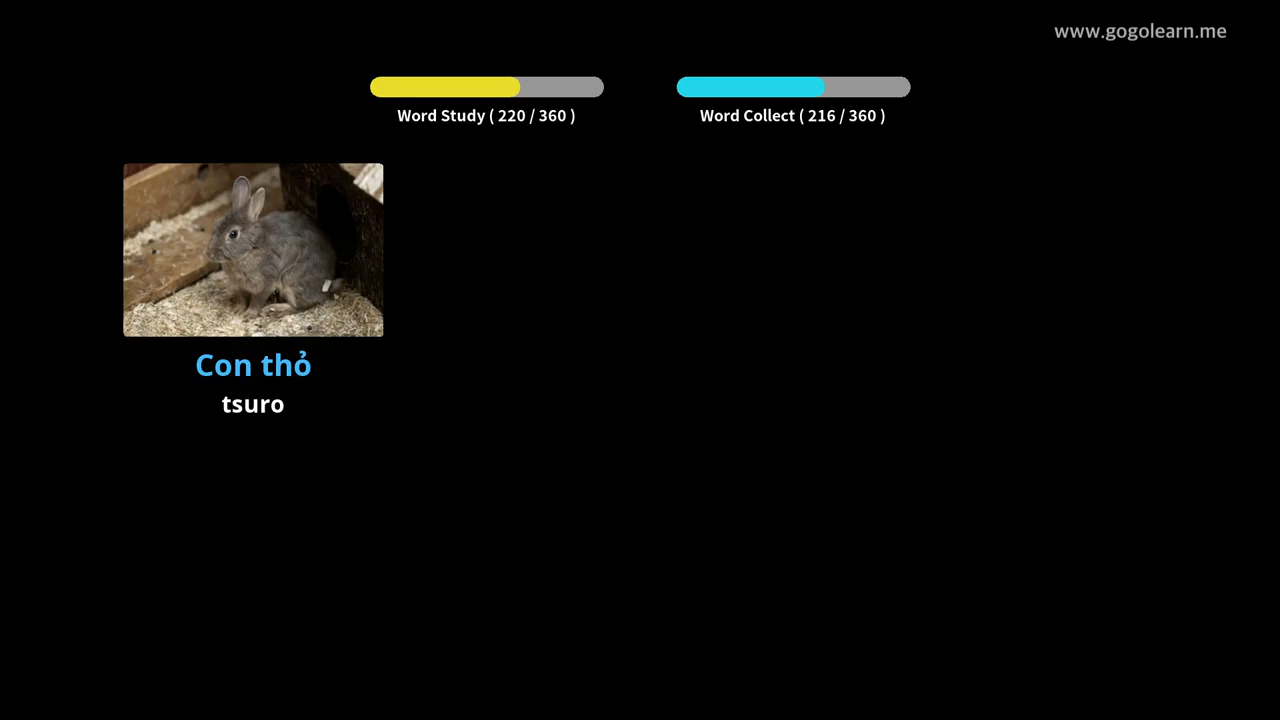 www.gogolearn.me
Word Study ( 220 / 360 )
Word Collect ( 216 / 360 )
Con thỏ
tsuro